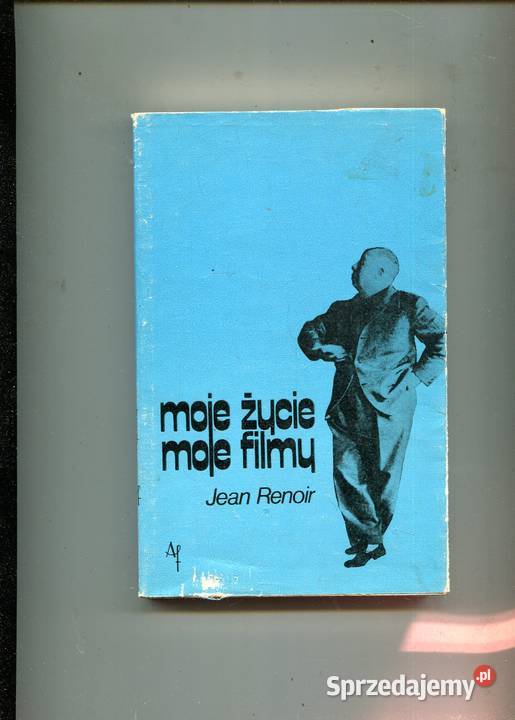 moje życie
moje filmy
Jean Renoir
Af
Sprzedajemy.pl